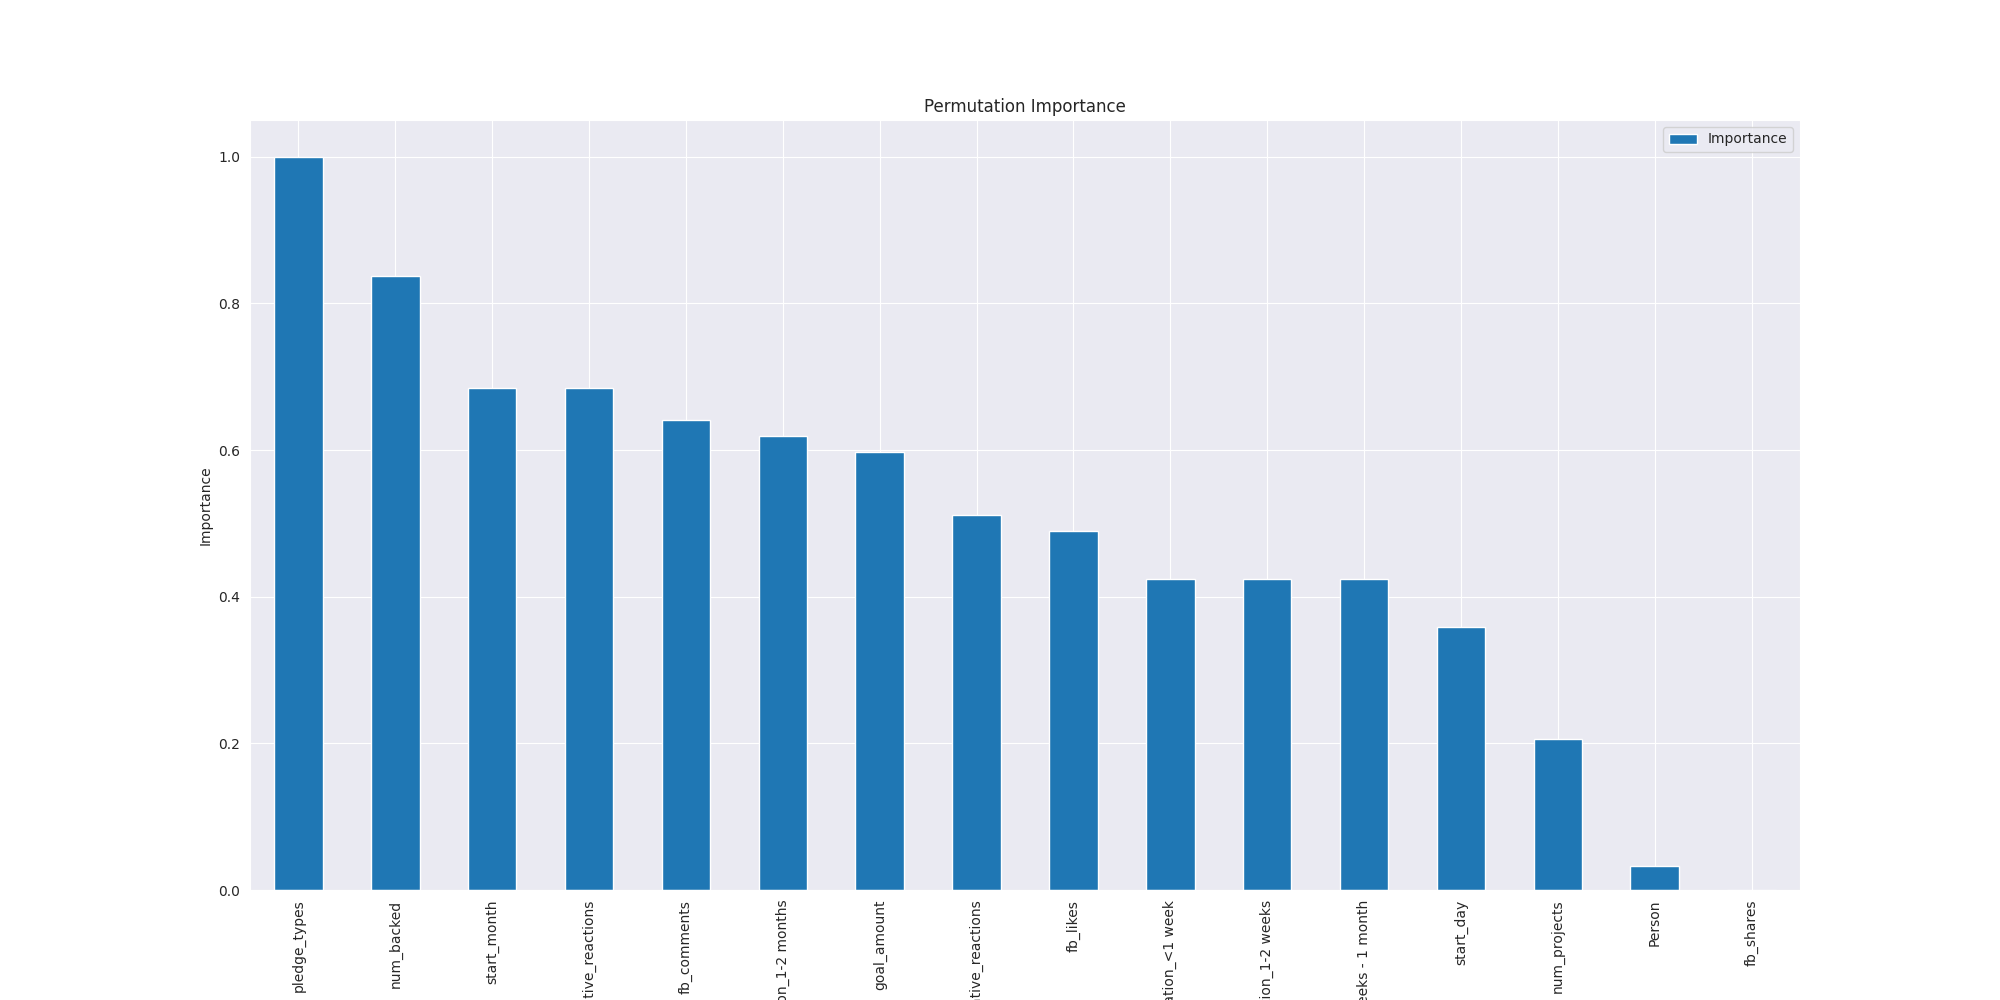 Permutation Importance
Importance
1.0
0.8
0.6
0.4
0.2
0.0
Importance
pledge_types
num_backed
start_month
tive_reactions
fb_comments
on_1-2 months
goal_amount
ative_reactions
fb_likes
ation_<1 week
ion_1-2 weeks
eeks - 1 month
start_day
num_projects
Person
fb_shares